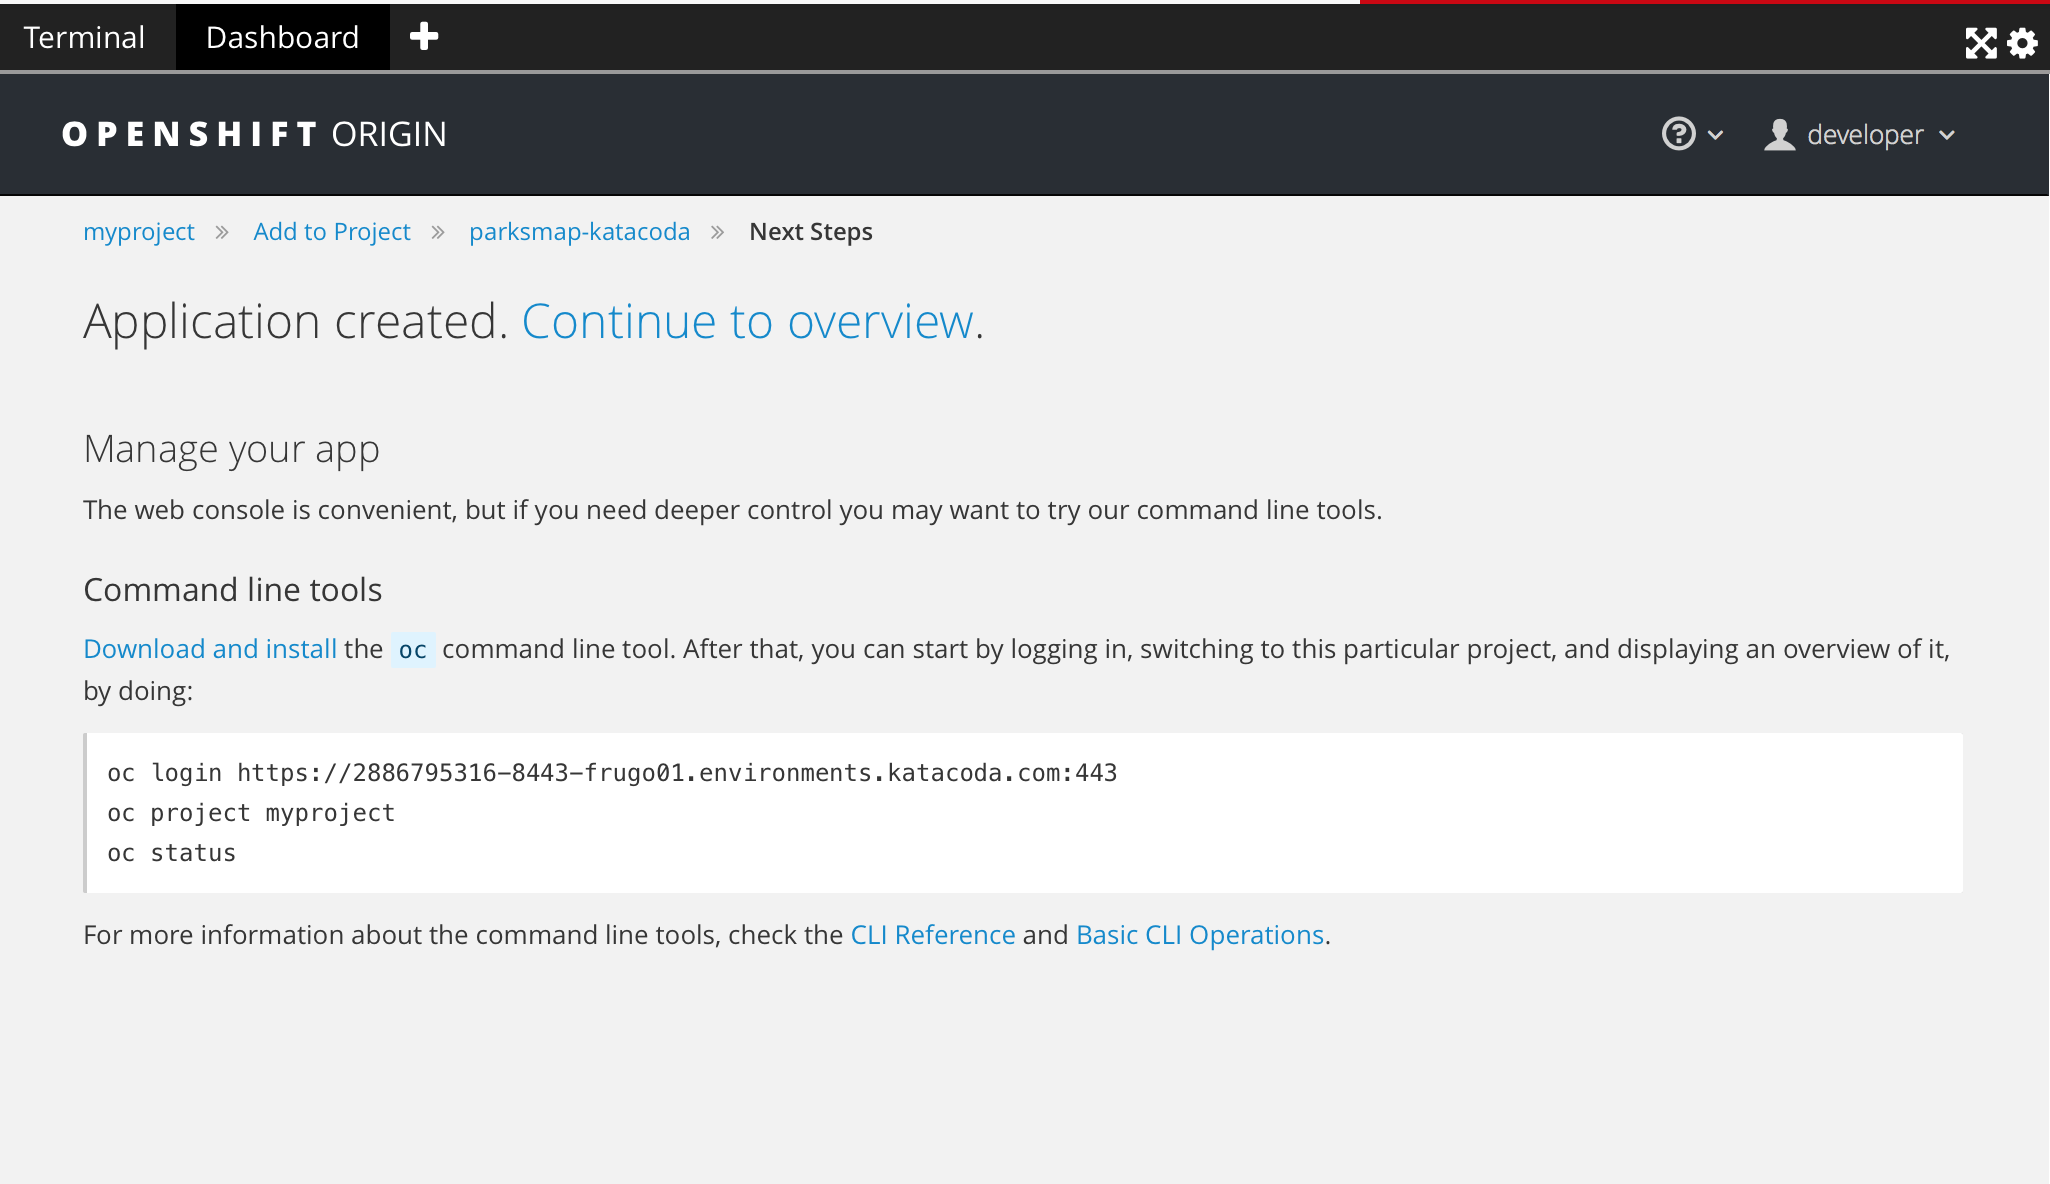 Terminal Dashboard
OPENSHIFT ORIGIN
developer
myproject » Add to Project » parksmap-katacoda » Next Steps
Application created. Continue to overview.
Manage your app
The web console is convenient, but if you need deeper control you may want to try our command line tools.
Command line tools
Download and install the oc command line tool. After that, you can start by logging in, switching to this particular project, and displaying an overview of it,
by doing:
oc login https://2886795316-8443-frugo01.environments.katacoda.com:443
oc project myproject
oc status
For more information about the command line tools, check the CLI Reference and Basic CLI Operations.